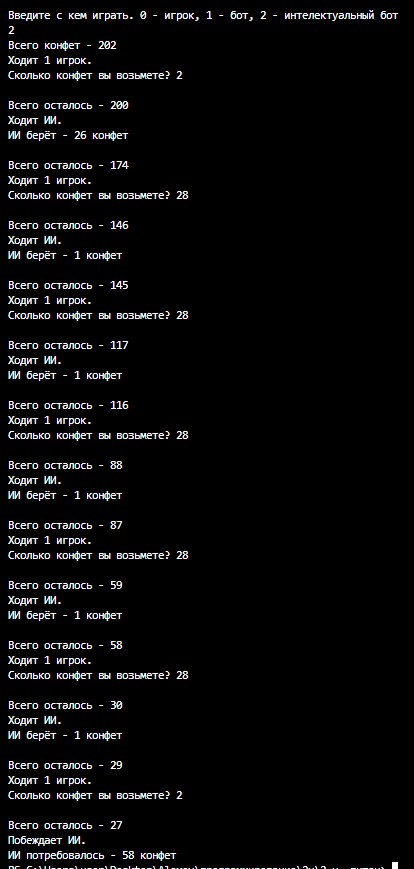 Введите с кем играть. 0 - игрок, 1 - бот, 2 - интелектуальный бот
2
Всего конфет - 202
Ходит 1 игрок.
Сколько конфет вы возьмете? 2
Всего осталось - 200
Ходит ИИ.
ИИ берёт - 26 конфет
Всего осталось - 174
Ходит 1 игрок.
Сколько конфет вы возьмете? 28
Всего осталось - 146
Ходит ИИ.
ИИ берёт - 1 конфет
Всего осталось - 145
Ходит 1 игрок.
Сколько конфет вы возьмете? 28
Всего осталось - 117
Ходит ИИ.
ИИ берёт - 1 конфет
Всего осталось - 116
Ходит 1 игрок.
Сколько конфет вы возьмете? 28
Всего осталось - 88
Ходит ИИ.
ИИ берёт - 1 конфет
Всего осталось - 87
Ходит 1 игрок.
Сколько конфет вы возьмете? 28
Всего осталось - 59
Ходит ИИ.
ИИ берёт - 1 конфет
Всего осталось - 58
Ходит 1 игрок.
Сколько конфет вы возьмете? 28
Всего осталось - 30
Ходит ИИ.
ИИ берёт - 1 конфет
Всего осталось - 29
Ходит 1 игрок.
Сколько конфет вы возьмете? 2
Всего осталось - 27
Побеждает ИИ.
ИИ потребовалось - 58 конфет